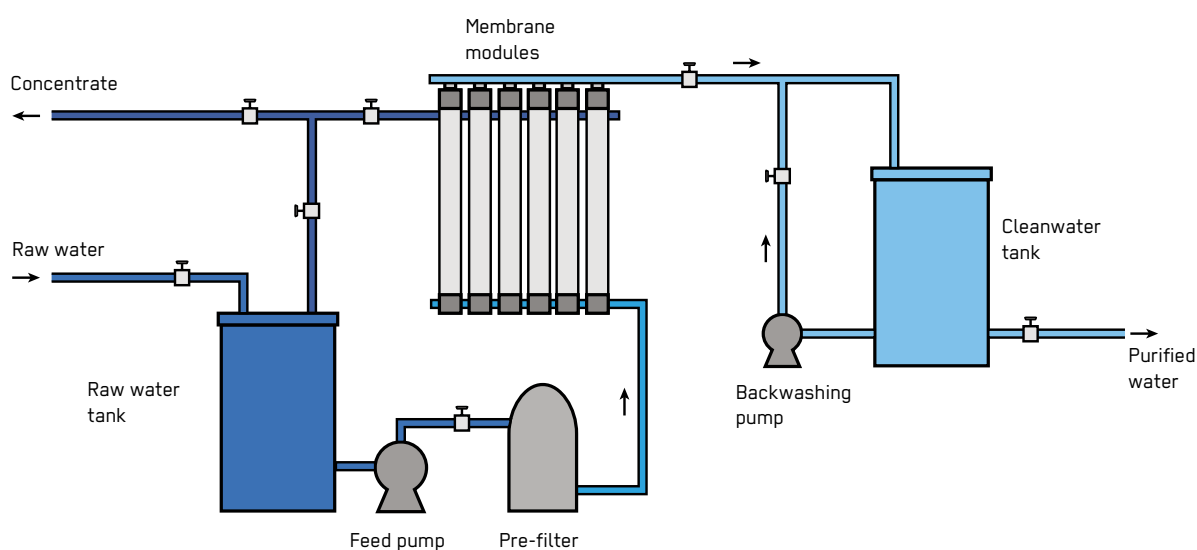 Membrane
modules
Concentrate
Raw water
Cleanwater
tank
Purified
water
Raw water
tank
Backwashing
pump
Feed pump
Pre-filter